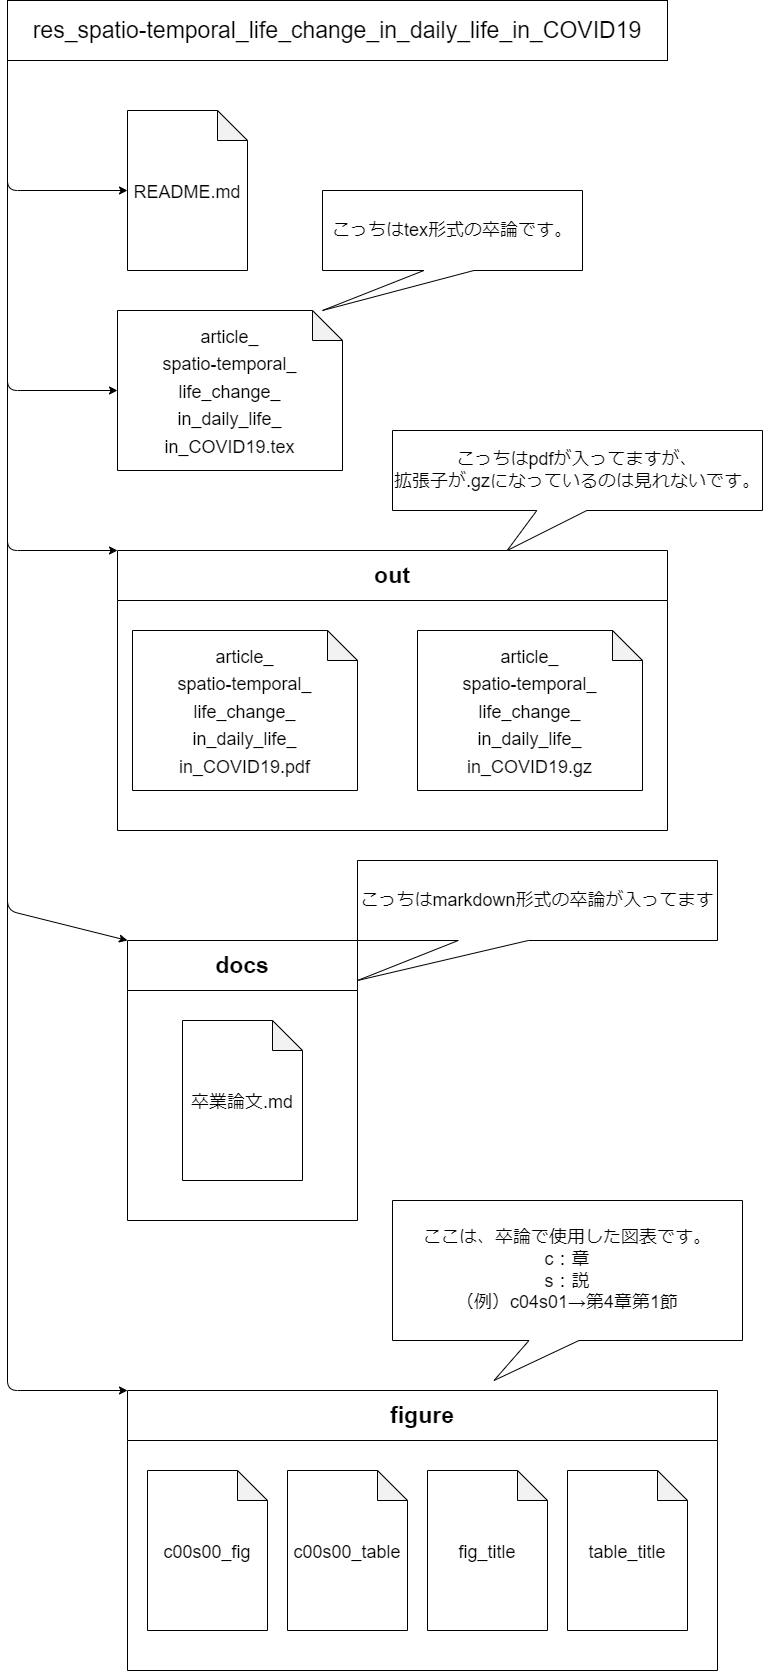 res_spatio-temporal_life_change_in_daily_life_in_COVID19
README.md
こっちはtex形式の卒論です。
article_
spatio-temporal_
life_change_
in_daily_life_
in_COVID19.tex
こっちはpdfが入ってますが、
拡張子が.gzになっているのは見れないです。
out
article_
spatio-temporal_
life_change_
in_daily_life_
in_COVID19.pdf
article_
spatio-temporal_
life_change_
in_daily_life_
in_COVID19.gz
こっちはmarkdown形式の卒論が入ってます
docs
卒業論文.md
ここは、卒論で使用した図表です。
c：章
s：説
（例）c04s01→第4章第1節
figure
c00s00_fig
c00s00_table
fig_title
table_title